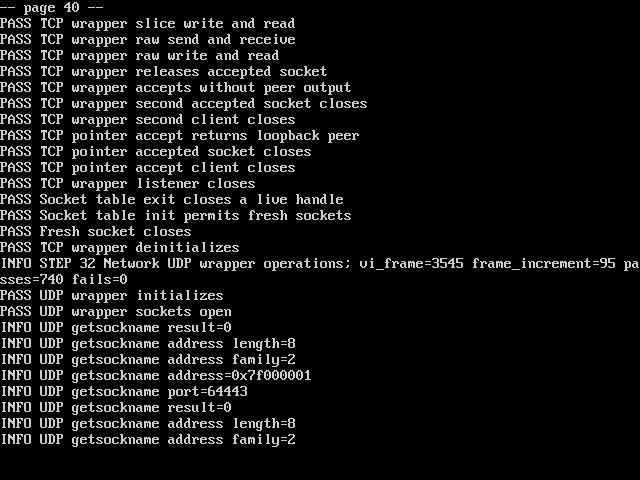 -- page 40 --
PASS TCP wrapper slice write and read
PASS TCP wrapper raw send and receive
PASS TCP wrapper raw write and read
PASS TCP wrapper releases accepted socket
PASS TCP wrapper accepts without peer output
PASS TCP wrapper second accepted socket closes
PASS TCP wrapper second client closes
PASS TCP pointer accept returns loopback peer
PASS TCP pointer accepted socket closes
PASS TCP pointer accept client closes
PASS TCP wrapper listener closes
PASS Socket table exit closes a live handle
PASS Socket table init permits fresh sockets
PASS Fresh socket closes
PASS TCP wrapper deinitializes
INFO STEP 32 Network UDP wrapper operations; vi_frame=3545 frame_increment=95 pa
sses=740 fails=0
PASS UDP wrapper initializes
PASS UDP wrapper sockets open
INFO UDP getsockname result=0
INFO UDP getsockname address length=8
INFO UDP getsockname address family=2
INFO UDP getsockname address=0x7f000001
INFO UDP getsockname port=64443
INFO UDP getsockname result=0
INFO UDP getsockname address length=8
INFO UDP getsockname address family=2